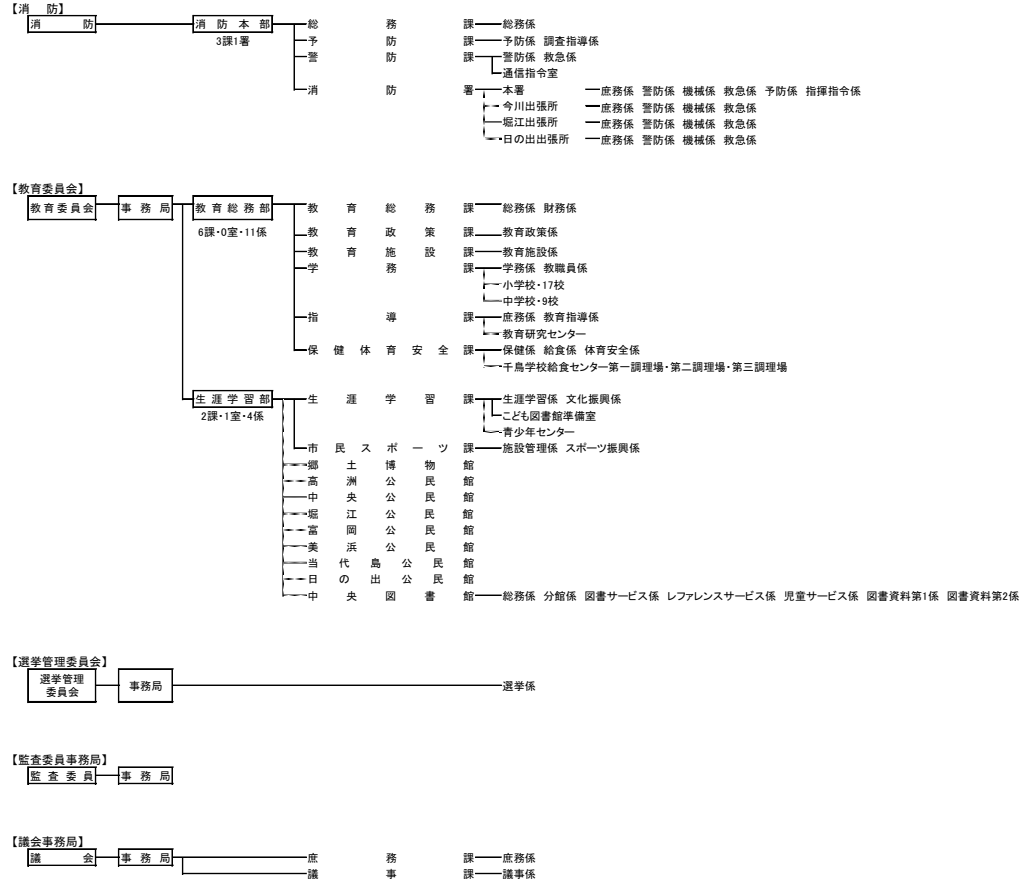 【消　防】
消　防　消防本部　総務課　総務係
3課1署　予防課　予防係 調査指導係
警防課　警防係 救急係
通信指令室
消防署　本署　庶務係 警防係 機械係 救急係 予防係 指揮指令係
今川出張所　庶務係 警防係 機械係 救急係
堀江出張所　庶務係 警防係 機械係 救急係
日の出出張所　庶務係 警防係 機械係 救急係
【教育委員会】
教育委員会　事務局　教育総務部　教育総務課　総務係 財務係
6課・0室・11係　教育政策課　教育政策係
教育施設課　教育施設係
学務課　学務係 教職員係
小学校・17校
中学校・9校
指導課　庶務係 教育指導係
教育研究センター
保健体育安全課　保健係 給食係 体育安全係
千鳥学校給食センター第一調理場・第二調理場・第三調理場
生涯学習部　生涯学習課　生涯学習係 文化振興係
2課・1室・4係　こども図書館準備室
青少年センター
市民スポーツ課　施設管理係 スポーツ振興係
郷土博物館
高洲公民館
中央公民館
堀江公民館
富岡公民館
美浜公民館
当代島公民館
日の出公民館
中央図書館　総務係 分館係 図書サービス係 レファレンスサービス係 児童サービス係 図書資料第1係 図書資料第2係
【選挙管理委員会】
選挙管理
委員会　事務局　選挙係
【監査委員事務局】
監査委員　事務局
【議会事務局】
議会　事務局　庶務課　庶務係
議事課　議事係